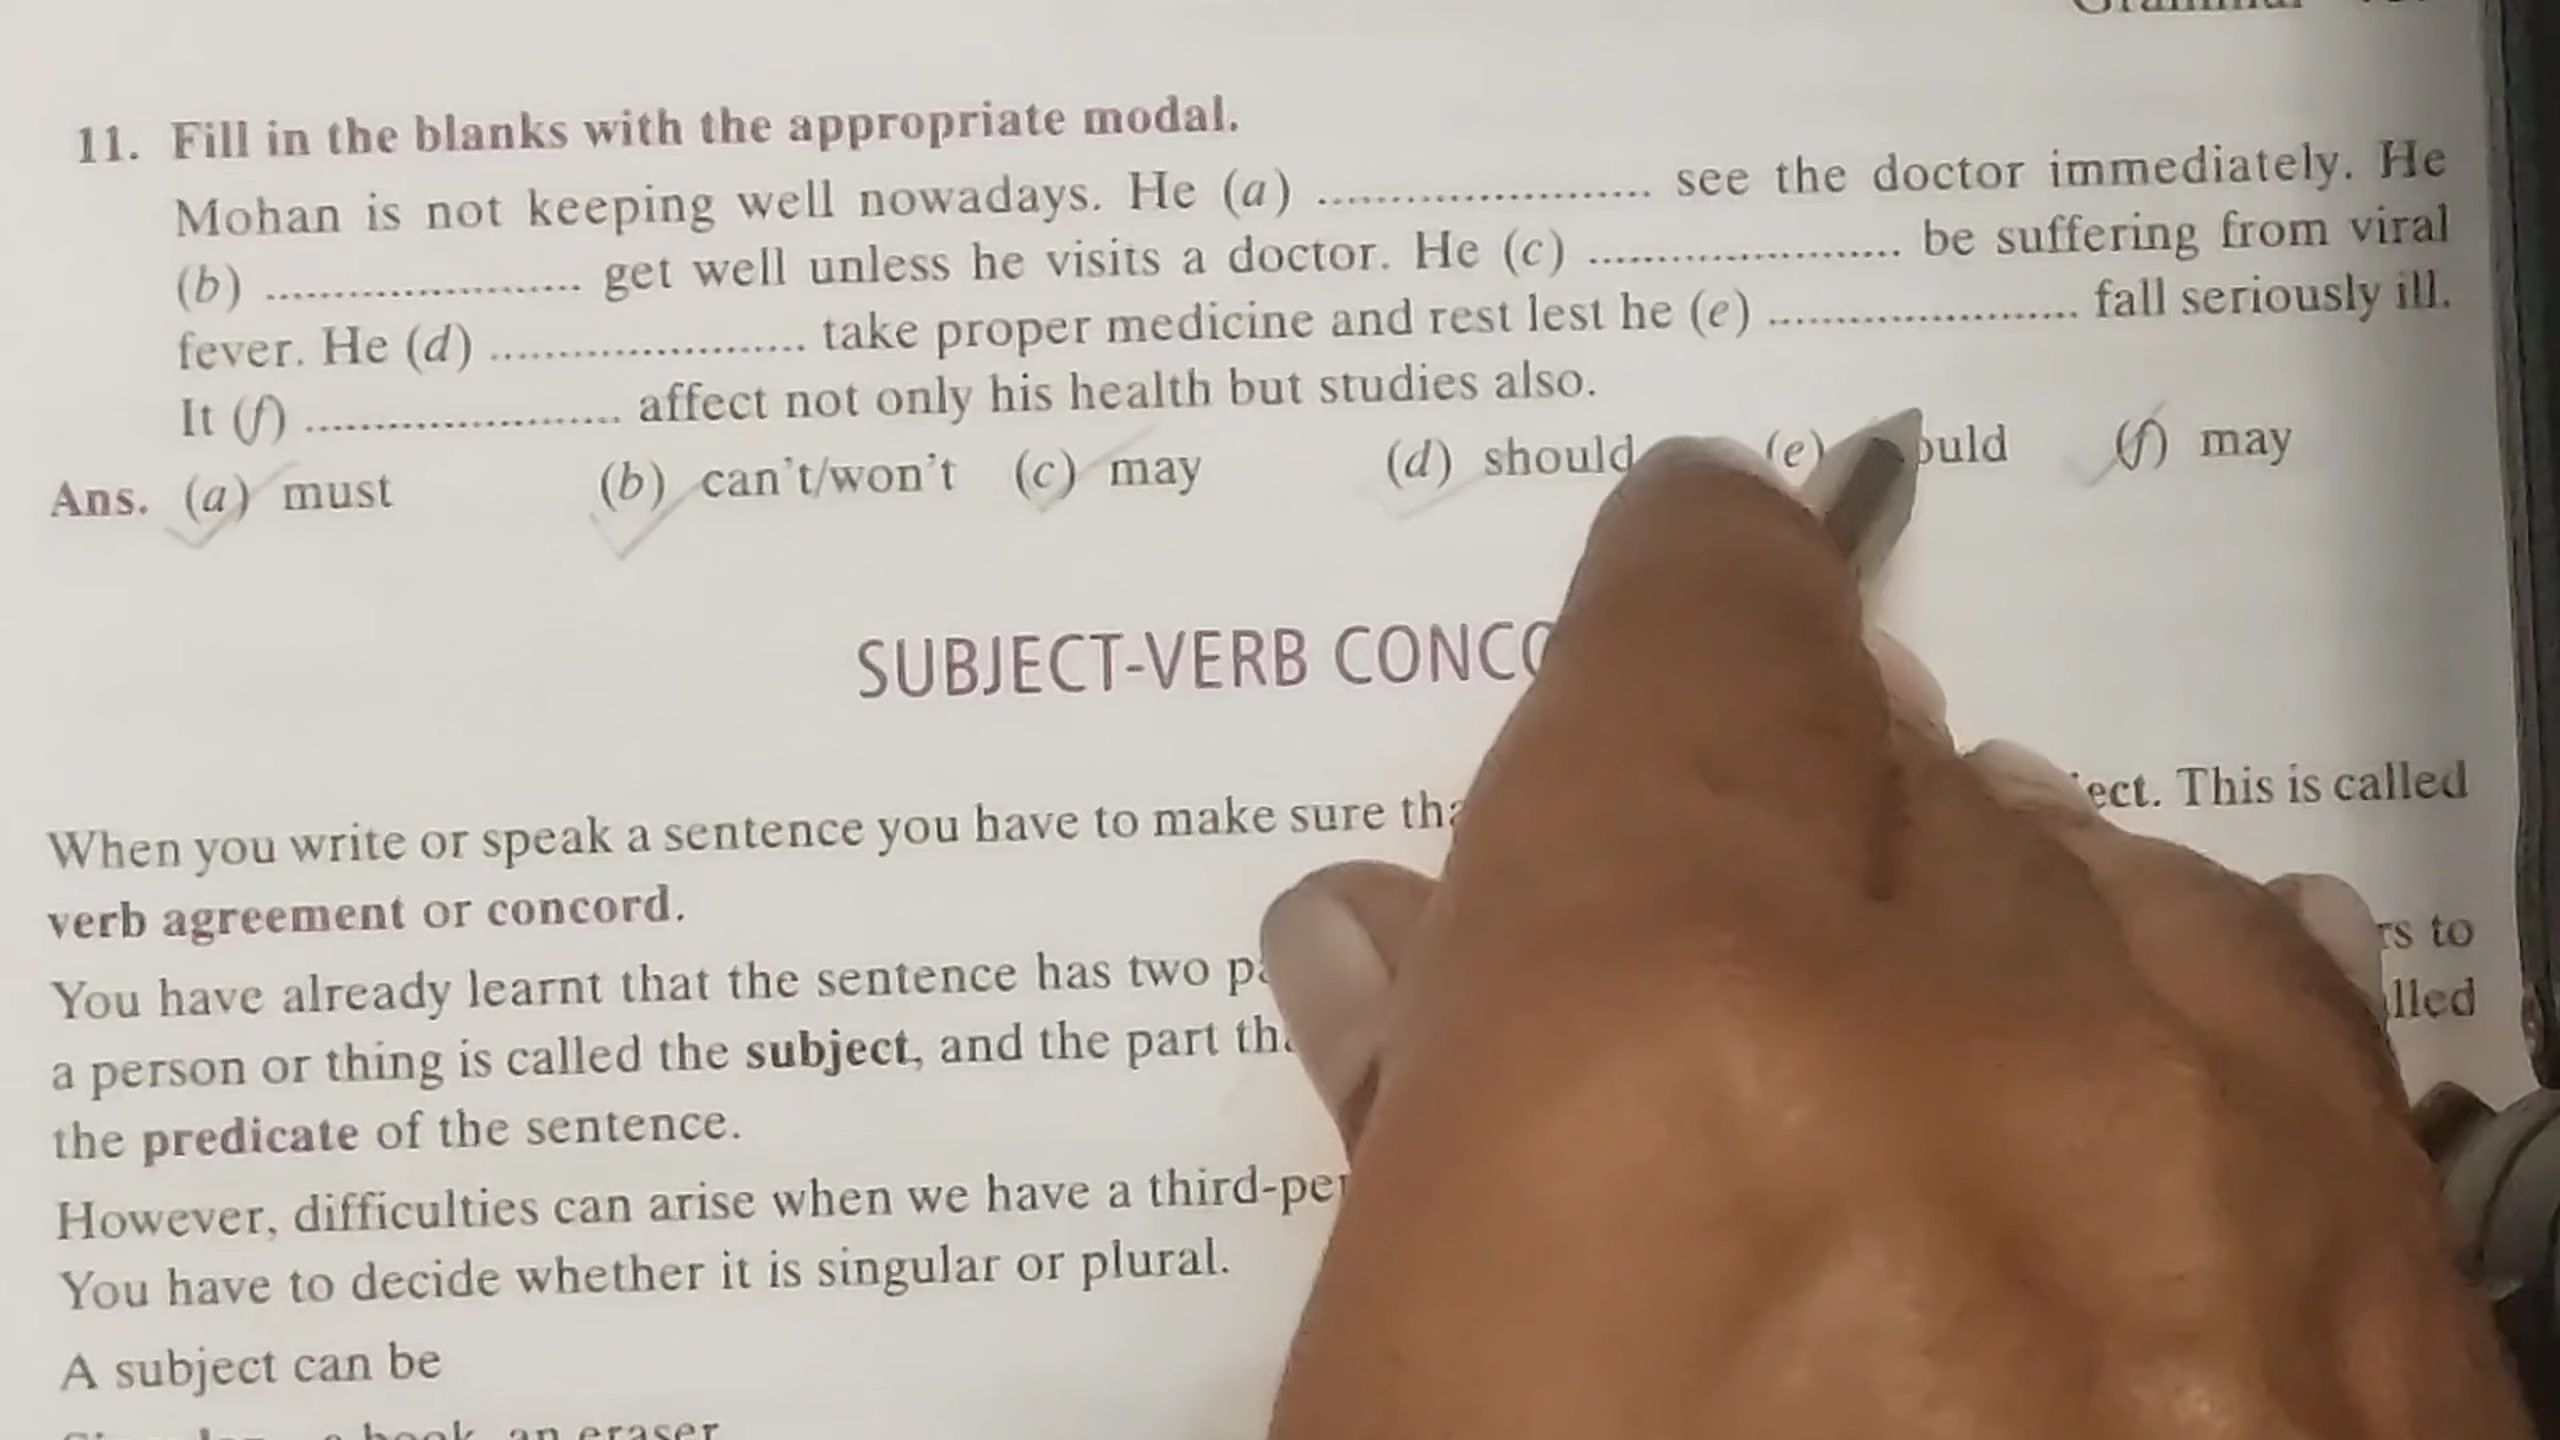 Grammar
11. Fill in the blanks with the appropriate modal.
Mohan is not keeping well nowadays. He (a) ........................ see the doctor immediately. He
(b) ........................ get well unless he visits a doctor. He (c) ........................ be suffering from viral
fever. He (d) ........................ take proper medicine and rest lest he (e) ........................ fall seriously ill.
It (f) ........................ affect not only his health but studies also.
Ans. (a) must (b) can't/won't (c) may (d) should (e) (f) may
SUBJECT-VERB
When you write or speak a sentence you have to make sure This is called
verb agreement or concord.
You have already learnt that the sentence has two to
a person or thing is called the subject, and the part
the predicate of the sentence.
However, difficulties can arise when we have a
You have to decide whether it is singular or plural.
A subject can be
a book, an eraser